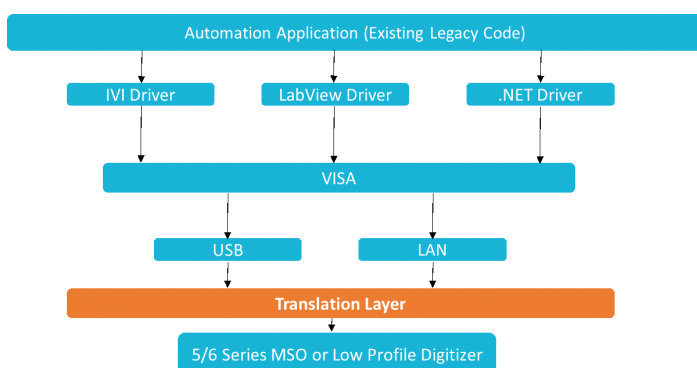 Automation Application (Existing Legacy Code)
IVI Driver
LabView Driver
.NET Driver
VISA
USB
LAN
Translation Layer
5/6 Series MSO or Low Profile Digitizer